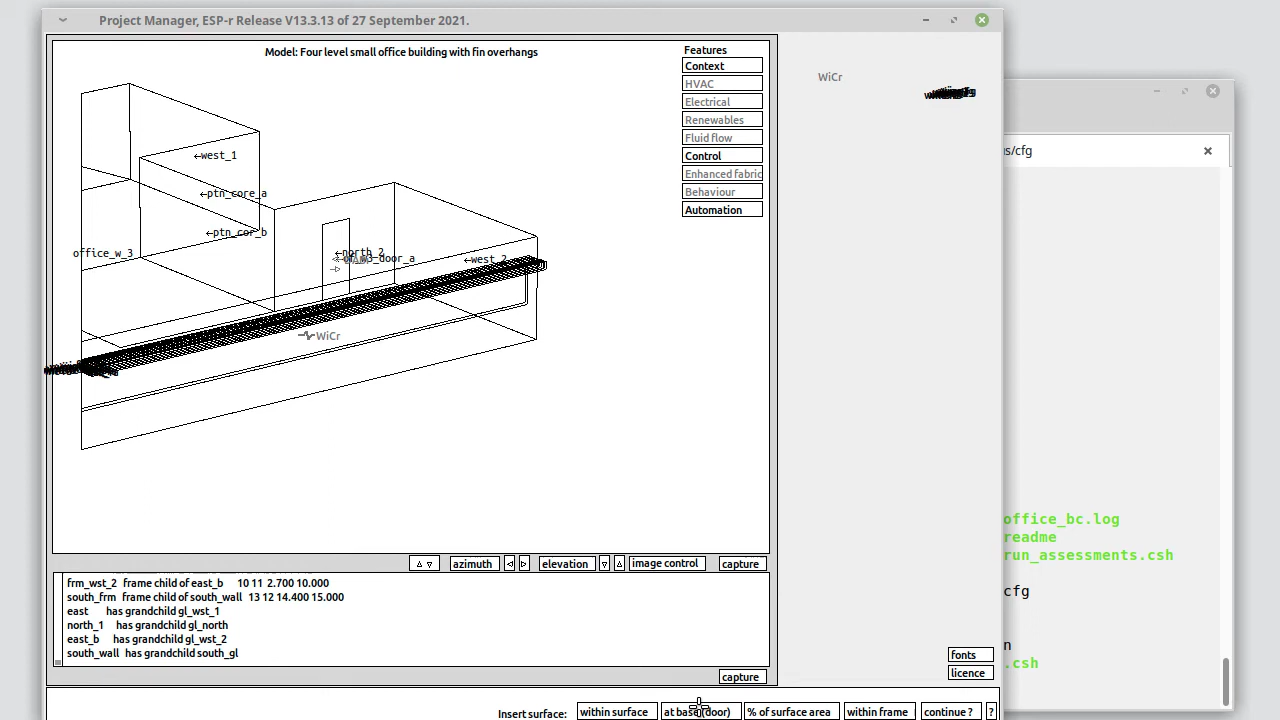 Project Manager, ESP-r Release V13.3.13 of 27 September 2021.
Model: Four level small office building with fin overhangs
Features
Context
HVAC
Electrical
Renewables
Fluid flow
Control
Enhanced fabric
Behaviour
Automation
WiCr
west_1
ptn_core_a
ptn_cor_b
office_w_3
north_2
door_a
west_2
WiCr
azimuth
elevation
image control
capture
frm_wst_2 frame child of east_b 10 11 2.700 10.000
south_frm frame child of south_wall 13 12 14.400 15.000
east has grandchild gl_wst_1
north_1 has grandchild gl_north
east_b has grandchild gl_wst_2
south_wall has grandchild south_gl
capture
fonts
licence
Insert surface: within surface at base (door) % of surface area within frame continue ? ?
s/cfg
office_bc.log
readme
run_assessments.csh
cfg
n
.csh